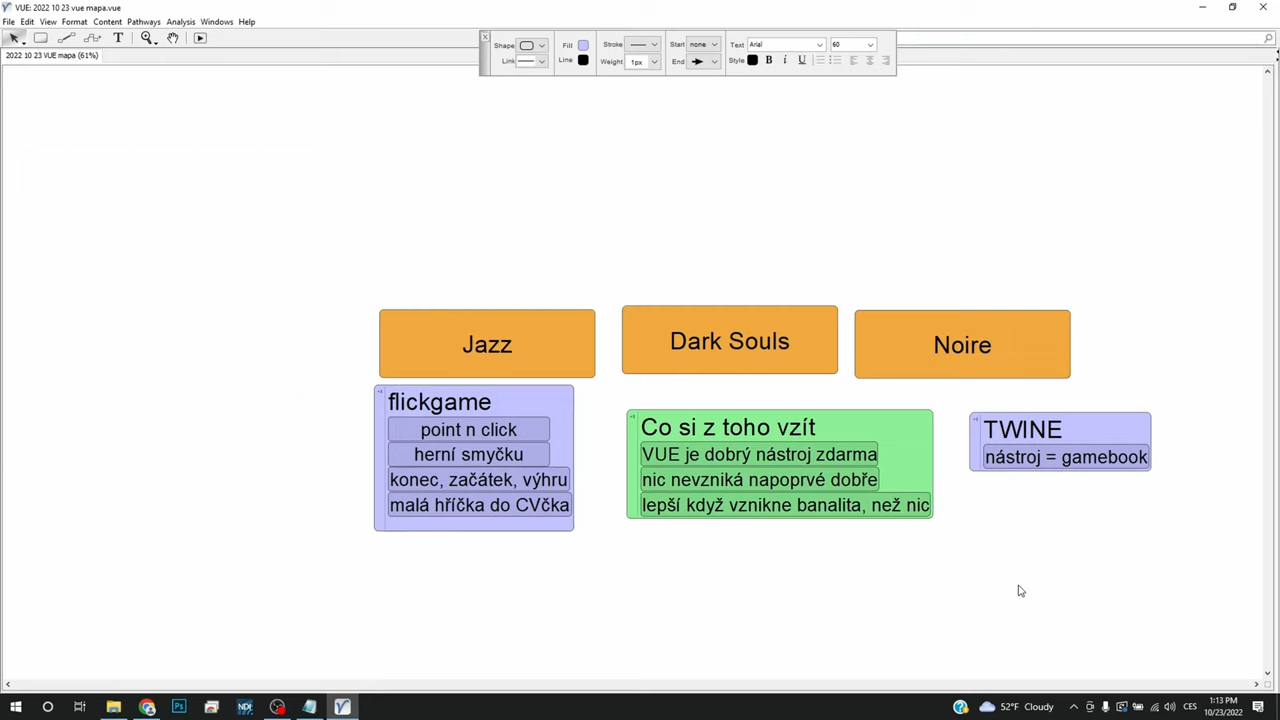 VUE: 2022 10 23 vue mapa.vue
File Edit View Format Content Pathways Analysis Windows Help
Shape: Fill Stroke Start none Text Arial 60
Link: Line Weight 1px End Style B i U
2022 10 23 VUE mapa (61%)
Jazz
Dark Souls
Noire
flickgame
point n click
herní smyčku
konec, začátek, výhru
malá hříčka do CVčka
Co si z toho vzít
VUE je dobrý nástroj zdarma
nic nevzniká napoprvé dobře
lepší když vznikne banalita, než nic
TWINE
nástroj = gamebook
52°F Cloudy
CES
1:13 PM
10/23/2022